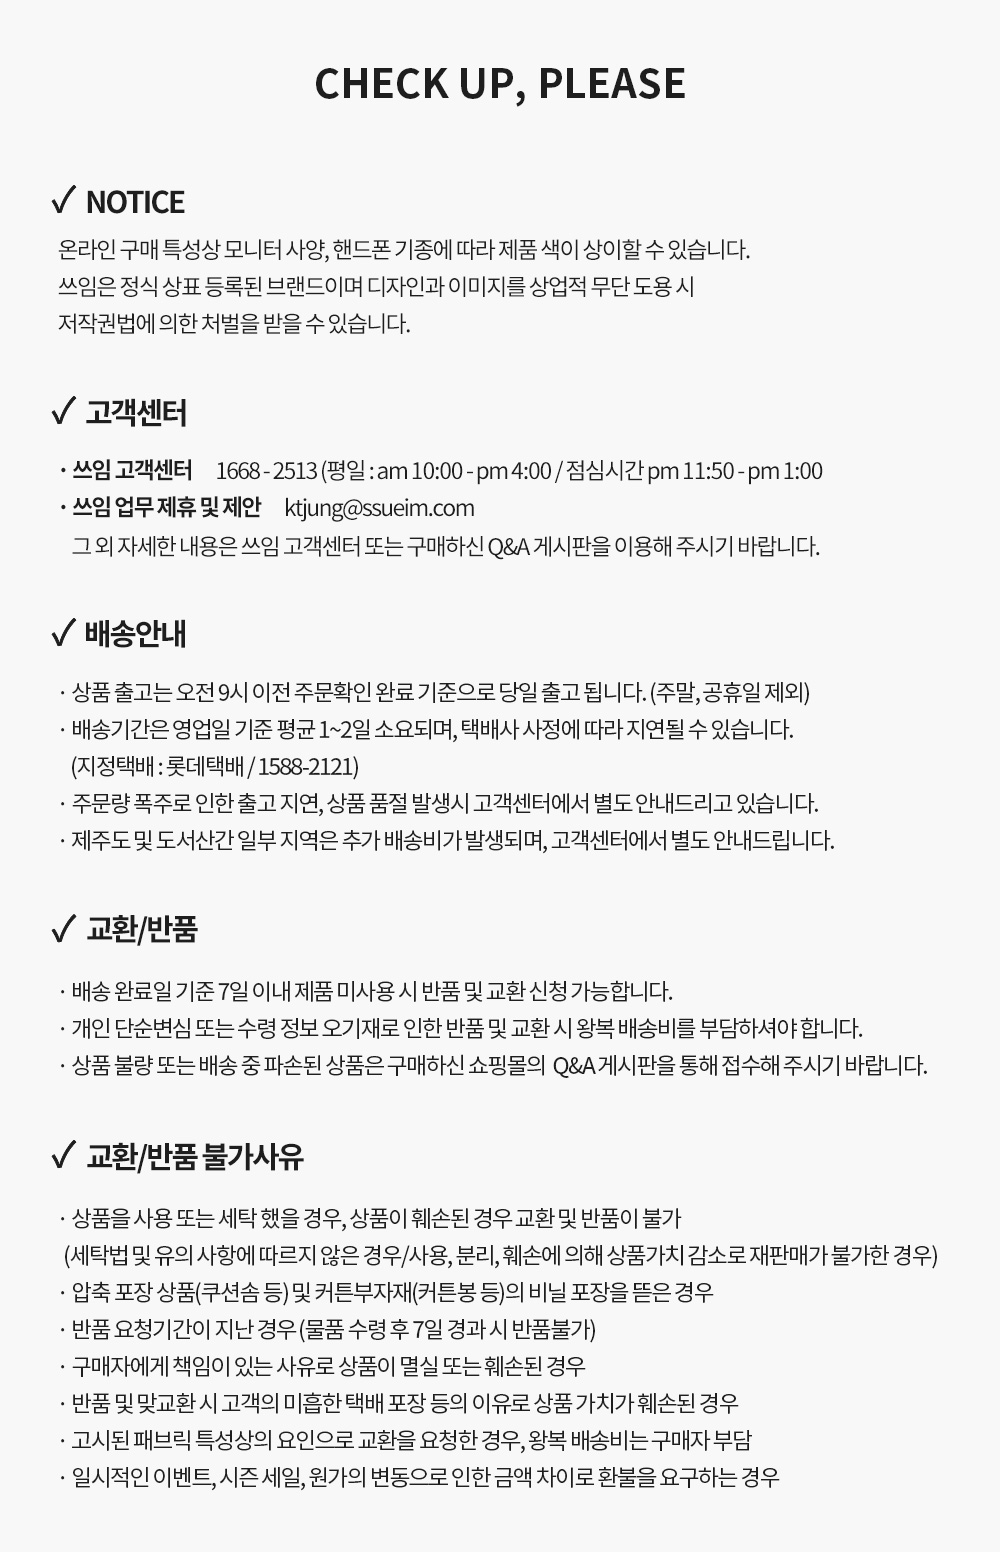 CHECK UP, PLEASE
✓ NOTICE
온라인 구매 특성상 모니터 사양, 핸드폰 기종에 따라 제품 색이 상이할 수 있습니다.
쓰임은 정식 상표 등록된 브랜드이며 디자인과 이미지를 상업적 무단 도용 시
저작권법에 의한 처벌을 받을 수 있습니다.
✓ 고객센터
· 쓰임 고객센터 1668 - 2513 (평일 : am 10:00 - pm 4:00 / 점심시간 pm 11:50 - pm 1:00
· 쓰임 업무 제휴 및 제안 ktjung@ssueim.com
그 외 자세한 내용은 쓰임 고객센터 또는 구매하신 Q&A 게시판을 이용해 주시기 바랍니다.
✓ 배송안내
· 상품 출고는 오전 9시 이전 주문확인 완료 기준으로 당일 출고 됩니다. (주말, 공휴일 제외)
· 배송기간은 영업일 기준 평균 1~2일 소요되며, 택배사 사정에 따라 지연될 수 있습니다.
(지정택배 : 롯데택배 / 1588-2121)
· 주문량 폭주로 인한 출고 지연, 상품 품절 발생시 고객센터에서 별도 안내드리고 있습니다.
· 제주도 및 도서산간 일부 지역은 추가 배송비가 발생되며, 고객센터에서 별도 안내드립니다.
✓ 교환/반품
· 배송 완료일 기준 7일 이내 제품 미사용 시 반품 및 교환 신청 가능합니다.
· 개인 단순변심 또는 수령 정보 오기재로 인한 반품 및 교환 시 왕복 배송비를 부담하셔야 합니다.
· 상품 불량 또는 배송 중 파손된 상품은 구매하신 쇼핑몰의 Q&A 게시판을 통해 접수해 주시기 바랍니다.
✓ 교환/반품 불가사유
· 상품을 사용 또는 세탁 했을 경우, 상품이 훼손된 경우 교환 및 반품이 불가
(세탁법 및 유의 사항에 따르지 않은 경우/사용, 분리, 훼손에 의해 상품가치 감소로 재판매가 불가한 경우)
· 압축 포장 상품(쿠션솜 등) 및 커튼부자재(커튼봉 등)의 비닐 포장을 뜯은 경우
· 반품 요청기간이 지난 경우 (물품 수령 후 7일 경과 시 반품불가)
· 구매자에게 책임이 있는 사유로 상품이 멸실 또는 훼손된 경우
· 반품 및 맞교환 시 고객의 미흡한 택배 포장 등의 이유로 상품 가치가 훼손된 경우
· 고시된 패브릭 특성상의 요인으로 교환을 요청한 경우, 왕복 배송비는 구매자 부담
· 일시적인 이벤트, 시즌 세일, 원가의 변동으로 인한 금액 차이로 환불을 요구하는 경우